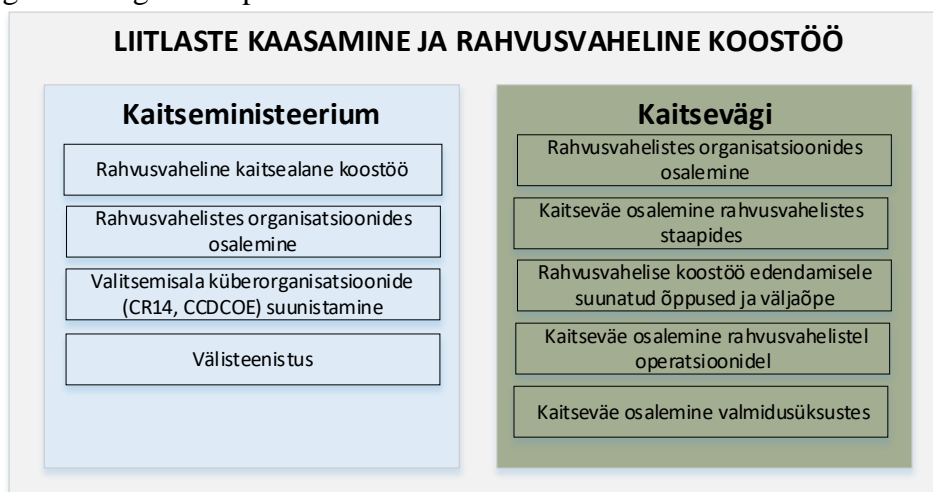 LIITLASTE KAASAMINE JA RAHVUSVAHELINE KOOSTÖÖ
Kaitseministeerium
Rahvusvaheline kaitsealane koostöö
Rahvusvahelistes organisatsioonides
osalemine
Valitsemisala küberorganisatsioonide
(CR14, CCDCOE) suunistamine
Välisteenistus
Kaitsevägi
Rahvusvahelistes organisatsioonides
osalemine
Kaitseväe osalemine rahvusvahelistes
staapides
Rahvusvahelise koostöö edendamisele
suunatud õppused ja väljaõpe
Kaitseväe osalemine rahvusvahelistel
operatsioonidel
Kaitseväe osalemine valmidusüksustes